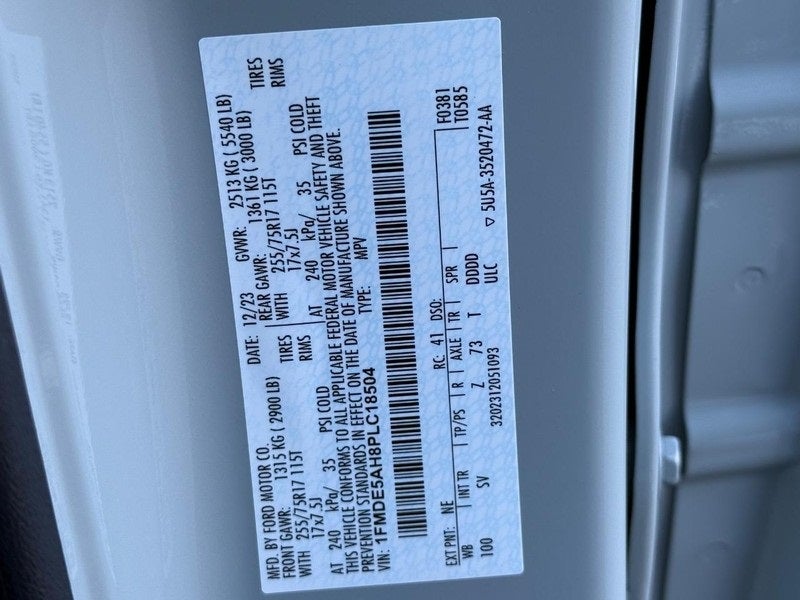 MFD. BY FORD MOTOR CO. DATE: 12/23 GVWR: 2513 KG ( 5540 LB)
FRONT GAWR: 1315 KG ( 2900 LB) REAR GAWR: 1361 KG ( 3000 LB)
WITH 255/75R17 115T TIRES WITH 255/75R17 115T TIRES
17x7.5J RIMS 17x7.5J RIMS
AT 240 kPa/ 35 PSI COLD AT 240 kPa/ 35 PSI COLD
THIS VEHICLE CONFORMS TO ALL APPLICABLE FEDERAL MOTOR VEHICLE SAFETY AND THEFT
PREVENTION STANDARDS IN EFFECT ON THE DATE OF MANUFACTURE SHOWN ABOVE.
VIN: 1FMDE5AH8PLC18504 TYPE: MPV
F0381
T0585
EXT PNT: NE RC: 41 DSO:
WB INT TR TP/PS R AXLE TR SPR
100 SV Z 73 T DDDD
3202312051093 ULC ▽ 5U5A-3520472-AA